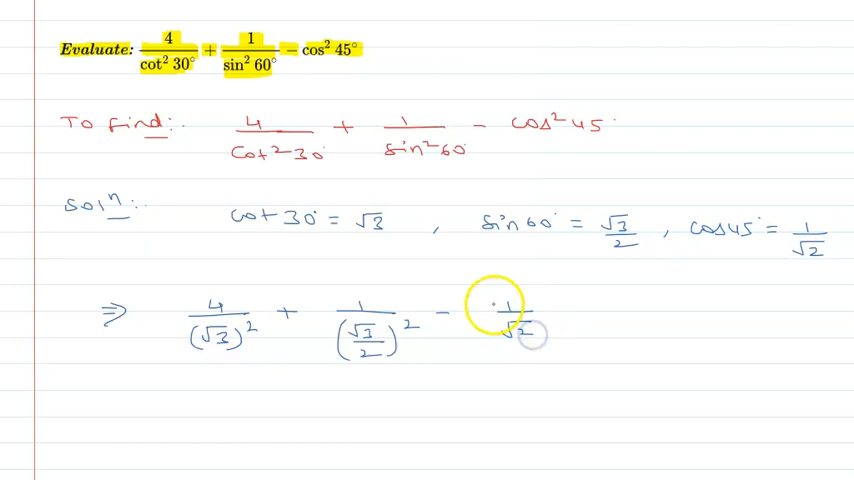 Evaluate: 4/cot² 30° + 1/sin² 60° − cos² 45°
To find:- 4/cot² 30° + 1/sin² 60° − cos² 45°
Solⁿ:- cot 30° = √3 , sin 60° = √3/2 , cos 45° = 1/√2
⇒ 4/(√3)² + 1/(√3/2)² − 1/√2